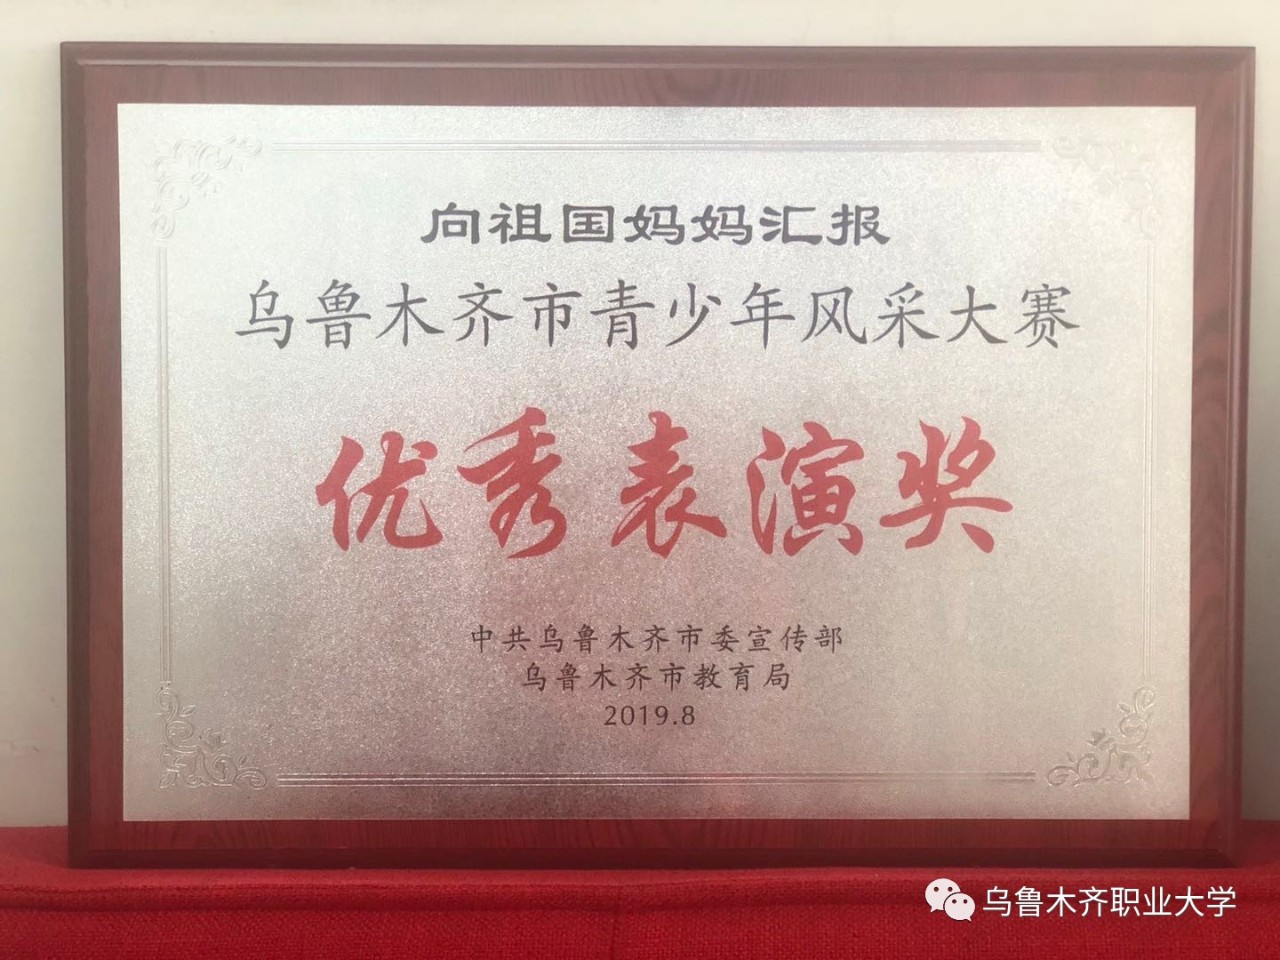 向祖国妈妈汇报
乌鲁木齐市青少年风采大赛
优秀表演奖
中共乌鲁木齐市委宣传部
乌鲁木齐市教育局
2019.8
乌鲁木齐职业大学